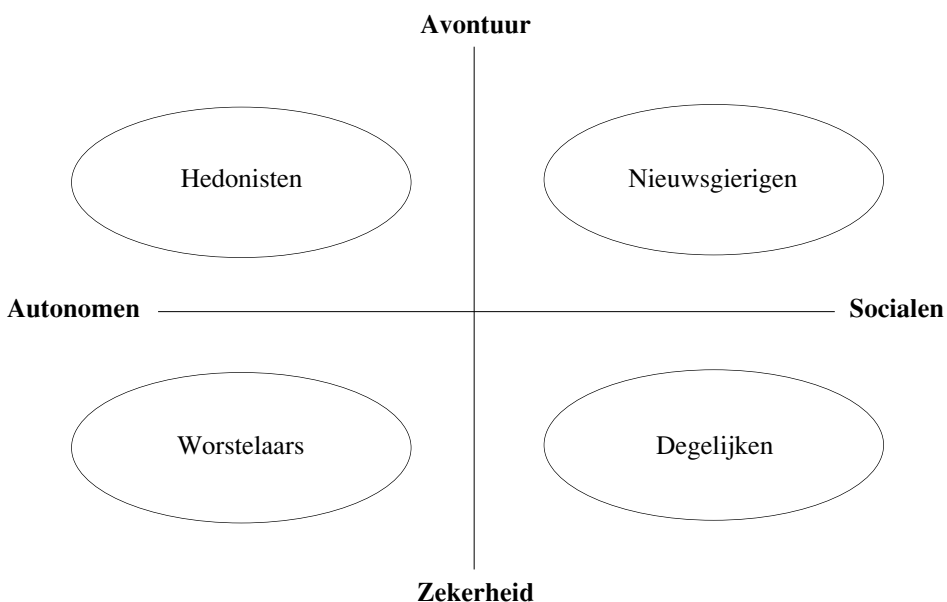 Avontuur
Hedonisten
Nieuwsgierigen
Autonomen
Socialen
Worstelaars
Degelijken
Zekerheid